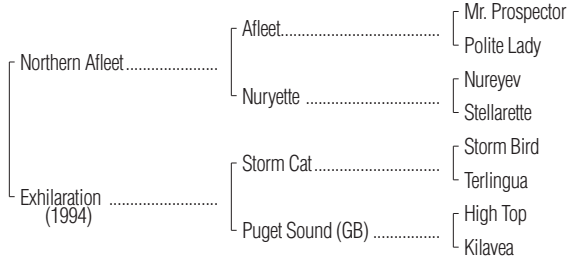 Mr. Prospector
Afleet
Polite Lady
Northern Afleet
Nureyev
Nuryette
Stellarette
Storm Bird
Storm Cat
Terlingua
Exhilaration
(1994)
High Top
Puget Sound (GB)
Kilavea